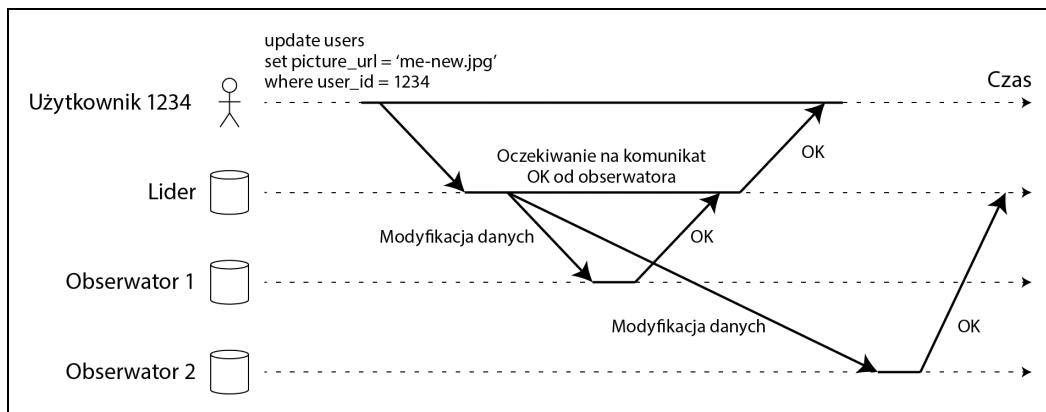 update users
set picture_url = ‘me-new.jpg’
where user_id = 1234
Czas
Użytkownik 1234
Oczekiwanie na komunikat
OK od obserwatora
OK
Lider
Modyfikacja danych
OK
Obserwator 1
Modyfikacja danych
OK
Obserwator 2